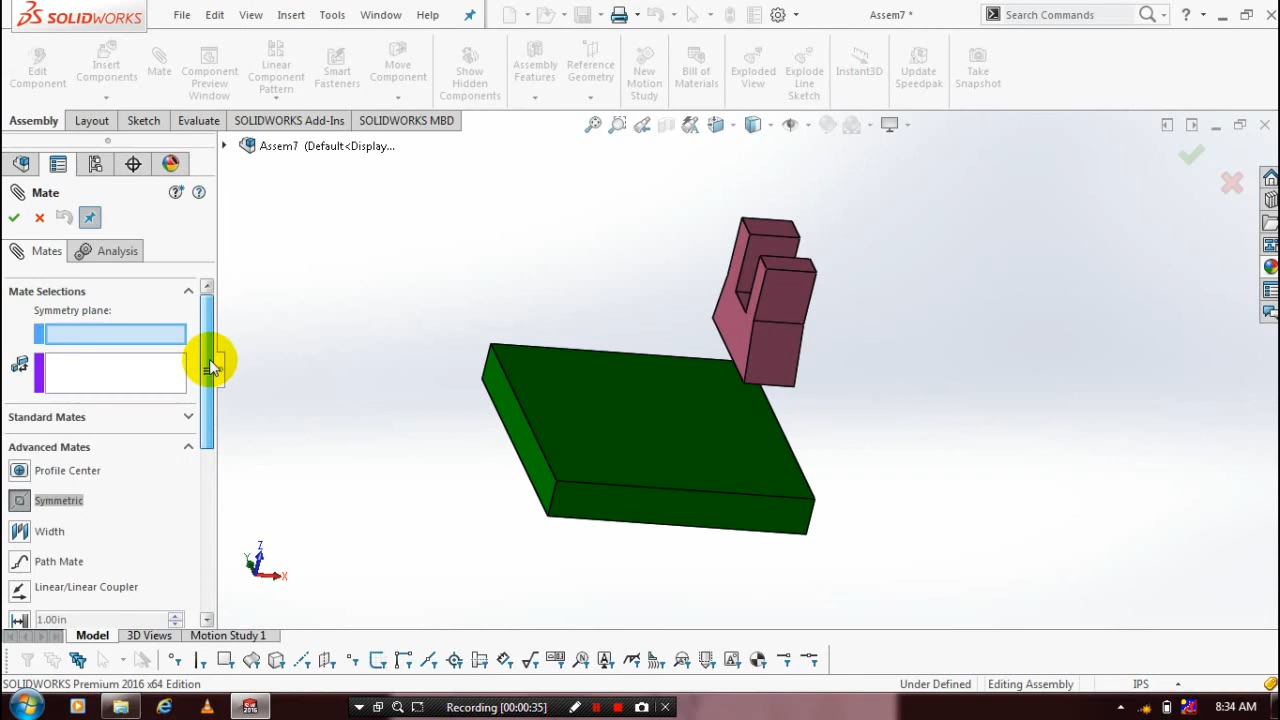 SOLIDWORKS File Edit View Insert Tools Window Help Assem7 * Search Commands ?
Edit Component
Insert Components
Mate
Component Preview Window
Linear Component Pattern
Smart Fasteners
Move Component
Show Hidden Components
Assembly Features
Reference Geometry
New Motion Study
Bill of Materials
Exploded View
Explode Line Sketch
Instant3D
Update Speedpak
Take Snapshot
Assembly Layout Sketch Evaluate SOLIDWORKS Add-Ins SOLIDWORKS MBD
Assem7 (Default<Display...
Mate
Mates Analysis
Mate Selections
Symmetry plane:
Standard Mates
Advanced Mates
Profile Center
Symmetric
Width
Path Mate
Linear/Linear Coupler
1.00in
Z
Y
X
Model 3D Views Motion Study 1
SOLIDWORKS Premium 2016 x64 Edition Under Defined Editing Assembly IPS
Recording [00:00:35] 8:34 AM